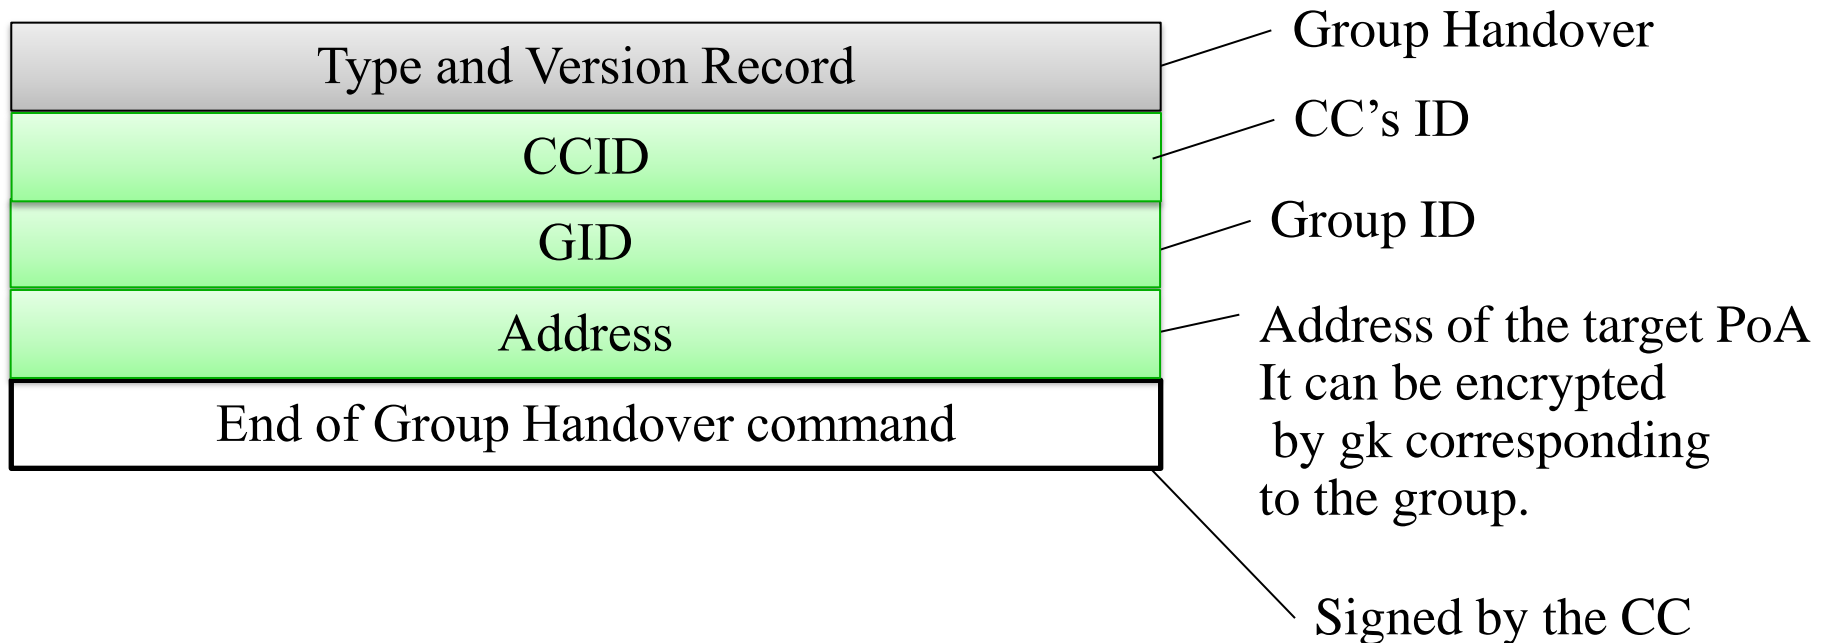 Type and Version Record
Group Handover
CCID
CC’s ID
GID
Group ID
Address
Address of the target PoA
It can be encrypted
by gk corresponding
to the group.
End of Group Handover command
Signed by the CC